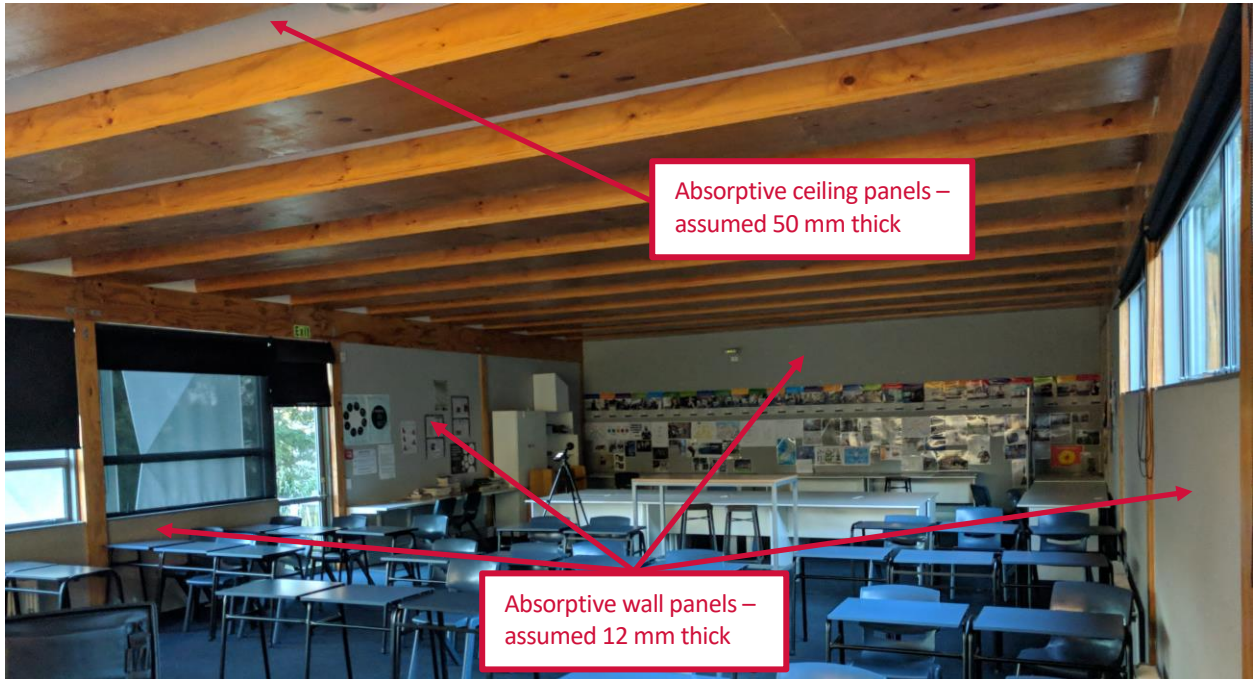 Absorptive ceiling panels –
assumed 50 mm thick
Exit
Absorptive wall panels –
assumed 12 mm thick